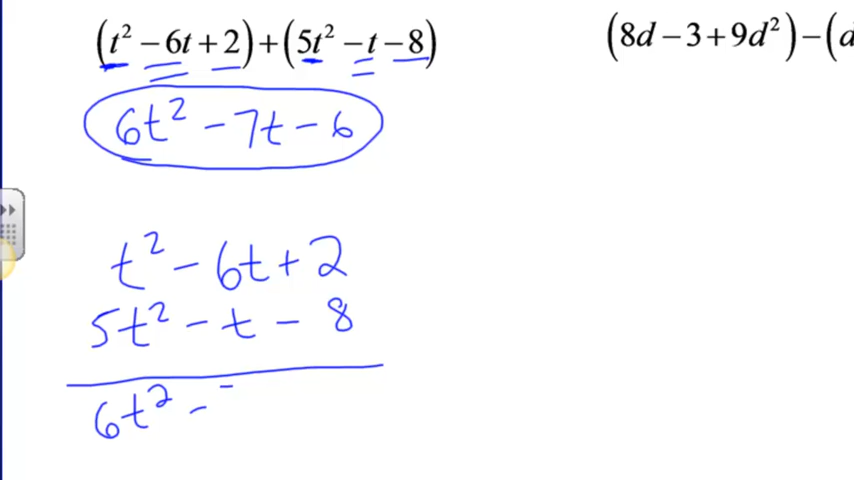 (t² − 6t + 2) + (5t² − t − 8)
(8d − 3 + 9d²) − (d
6t² − 7t − 6
t² − 6t + 2
5t² − t − 8
6t² −